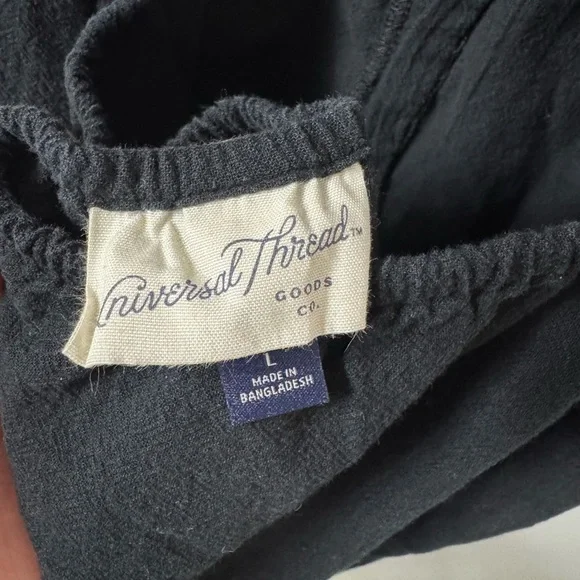 Universal Thread™
GOODS
CO.
L
MADE IN
BANGLADESH